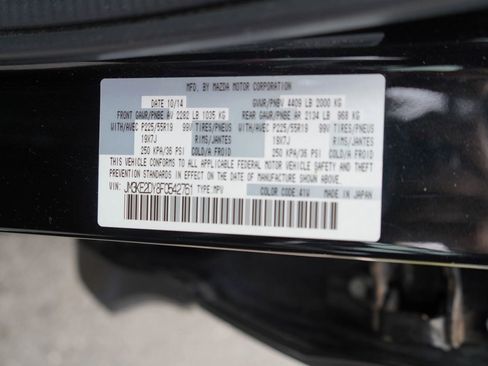 MFG. BY MAZDA MOTOR CORPORATION
DATE 10/14 GVWR/PNBV 4409 LB 2000 KG
FRONT GAWR/PNBE AV 2282 LB 1035 KG REAR GAWR/PNBE AR 2134 LB 968 KG
WITH/AVEC P225/55R19 99V TIRES/PNEUS WITH/AVEC P225/55R19 99V TIRES/PNEUS
19X7J RIMS/JANTES 19X7J RIMS/JANTES
250 KPA/36 PSI COLD/A FROID 250 KPA/36 PSI COLD/A FROID
THIS VEHICLE CONFORMS TO ALL APPLICABLE FEDERAL MOTOR VEHICLE SAFETY, BUMPER, AND THEFT
PREVENTION STANDARDS IN EFFECT ON THE DATE OF MANUFACTURE SHOWN ABOVE.
VIN: JM3KE2DY8F0542761 TYPE MPV COLOR CODE 41W MADE IN JAPAN